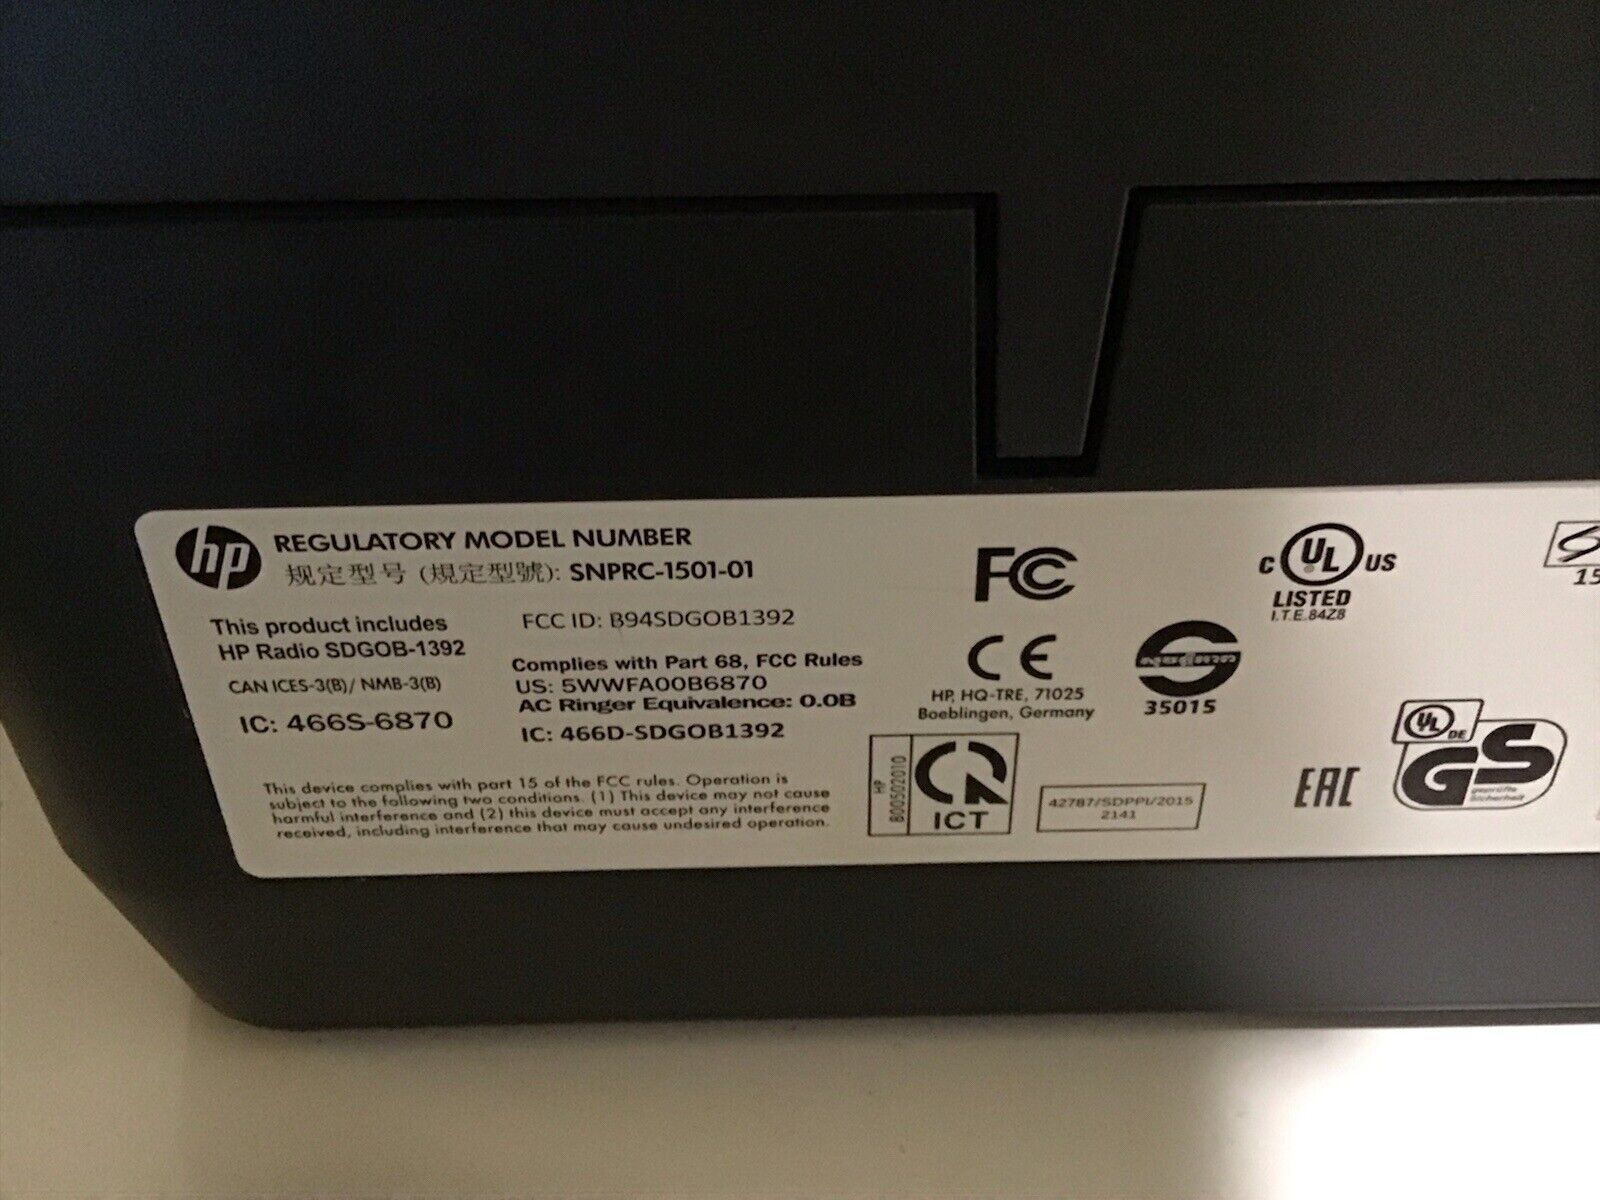 hp
REGULATORY MODEL NUMBER
规定型号 (規定型號): SNPRC-1501-01
This product includes
HP Radio SDGOB-1392
CAN ICES-3(B)/ NMB-3(B)
IC: 466S-6870
FCC ID: B94SDGOB1392
Complies with Part 68, FCC Rules
US: 5WWFA00B6870
AC Ringer Equivalence: 0.0B
IC: 466D-SDGOB1392
This device complies with part 15 of the FCC rules. Operation is
subject to the following two conditions. (1) This device may not cause
harmful interference and (2) this device must accept any interference
received, including interference that may cause undesired operation.
FCC
CE
HP, HQ-TRE, 71025
Boeblingen, Germany
HP
800502010
ICT
C UL US
LISTED
I.T.E.84Z8
35015
42787/SDPPI/2015
2141
EAC
UL
DE
GS
geprüfte
Sicherheit
15